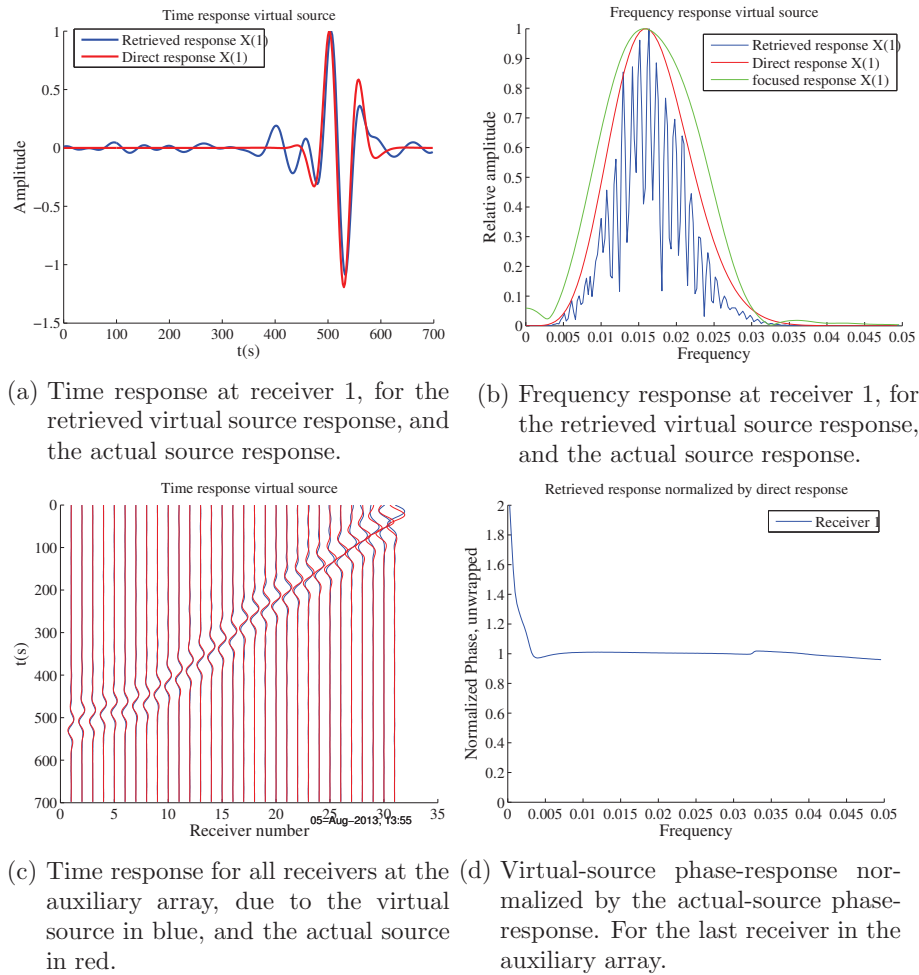 Time response virtual source
Retrieved response X(1)
Direct response X(1)
Amplitude
1
0.5
0
−0.5
−1
−1.5
0 100 200 300 400 500 600 700
t(s)
Frequency response virtual source
Retrieved response X(1)
Direct response X(1)
focused response X(1)
Relative amplitude
1
0.9
0.8
0.7
0.6
0.5
0.4
0.3
0.2
0.1
0
0.005 0.01 0.015 0.02 0.025 0.03 0.035 0.04 0.045 0.05
Frequency
(a) Time response at receiver 1, for the
retrieved virtual source response, and
the actual source response.
(b) Frequency response at receiver 1, for
the retrieved virtual source response,
and the actual source response.
Time response virtual source
t(s)
0
100
200
300
400
500
600
700
0 5 10 15 20 25 30 35
Receiver number
05−Aug−2013, 13:55
Retrieved response normalized by direct response
Receiver 1
Normalized Phase, unwrapped
2
1.8
1.6
1.4
1.2
1
0.8
0.6
0.4
0.2
0
0 0.005 0.01 0.015 0.02 0.025 0.03 0.035 0.04 0.045 0.05
Frequency
(c) Time response for all receivers at the
auxiliary array, due to the virtual
source in blue, and the actual source
in red.
(d) Virtual-source phase-response nor-
malized by the actual-source phase-
response. For the last receiver in the
auxiliary array.